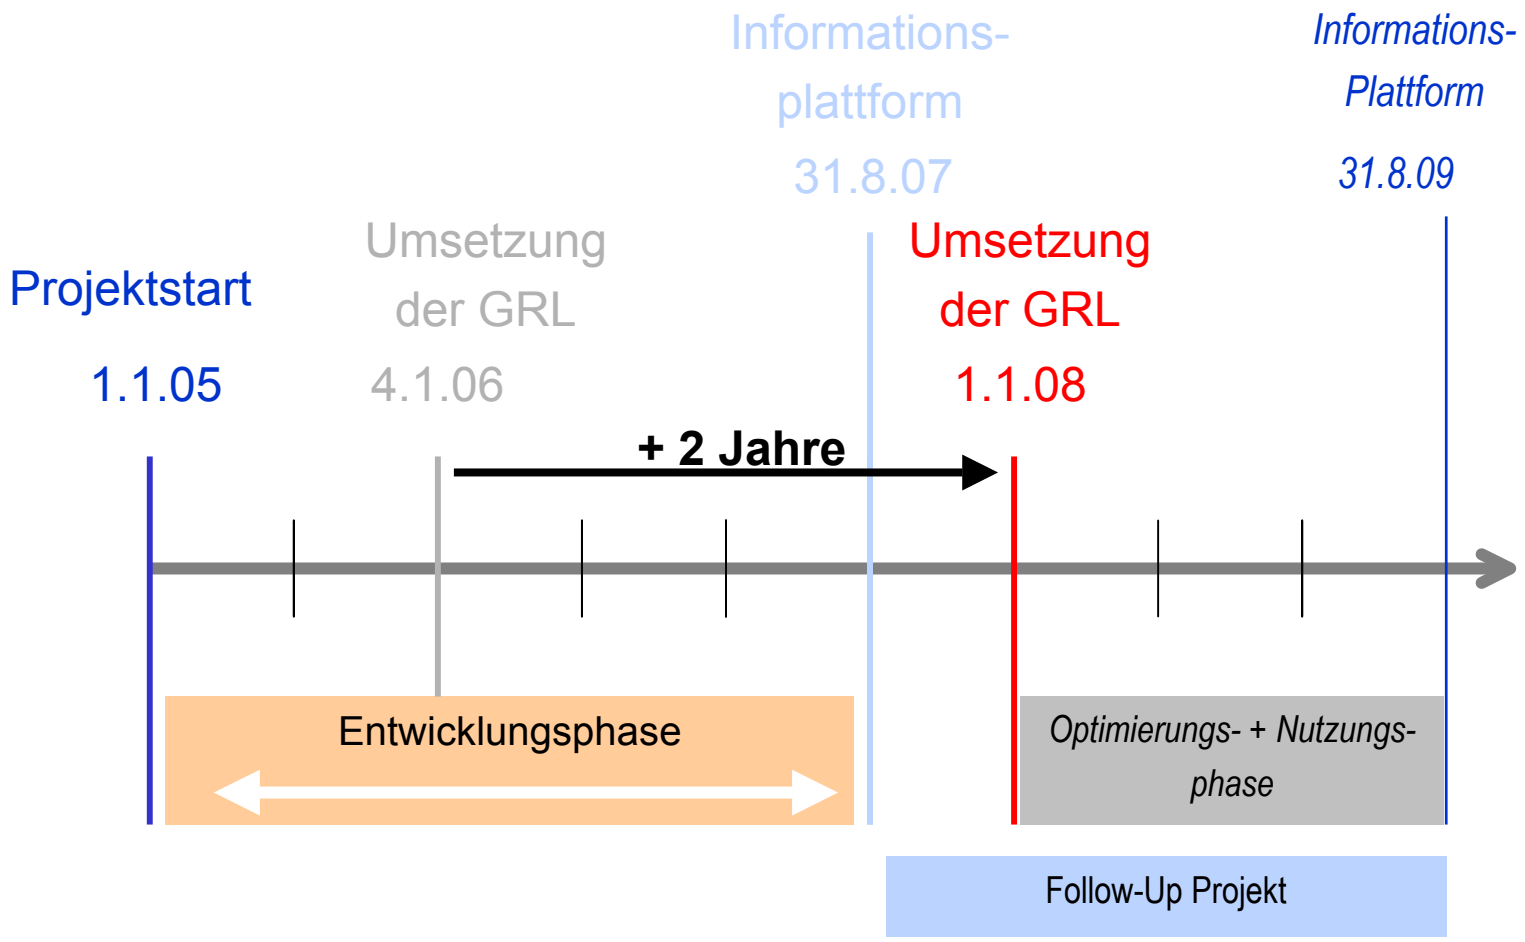 Informations-
plattform
31.8.07
Informations-
Plattform
31.8.09
Projektstart
1.1.05
Umsetzung
der GRL
4.1.06
Umsetzung
der GRL
1.1.08
+ 2 Jahre
Entwicklungsphase
Optimierungs- + Nutzungs-
phase
Follow-Up Projekt